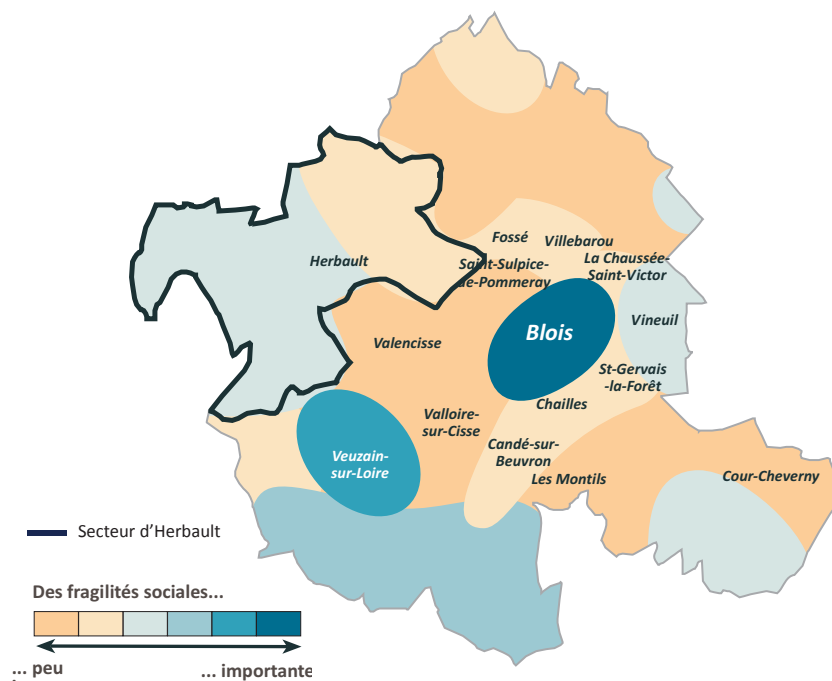 Fossé
Villebarou
La Chaussée-
Saint-Victor
Herbault
Saint-Sulpice-
de-Pommeray
Vineuil
Blois
Valencisse
St-Gervais
-la-Forêt
Chailles
Valloire-
sur-Cisse
Candé-sur-
Beuvron
Veuzain-
sur-Loire
Les Montils
Cour-Cheverny
Secteur d'Herbault
Des fragilités sociales...
... peu
... importante